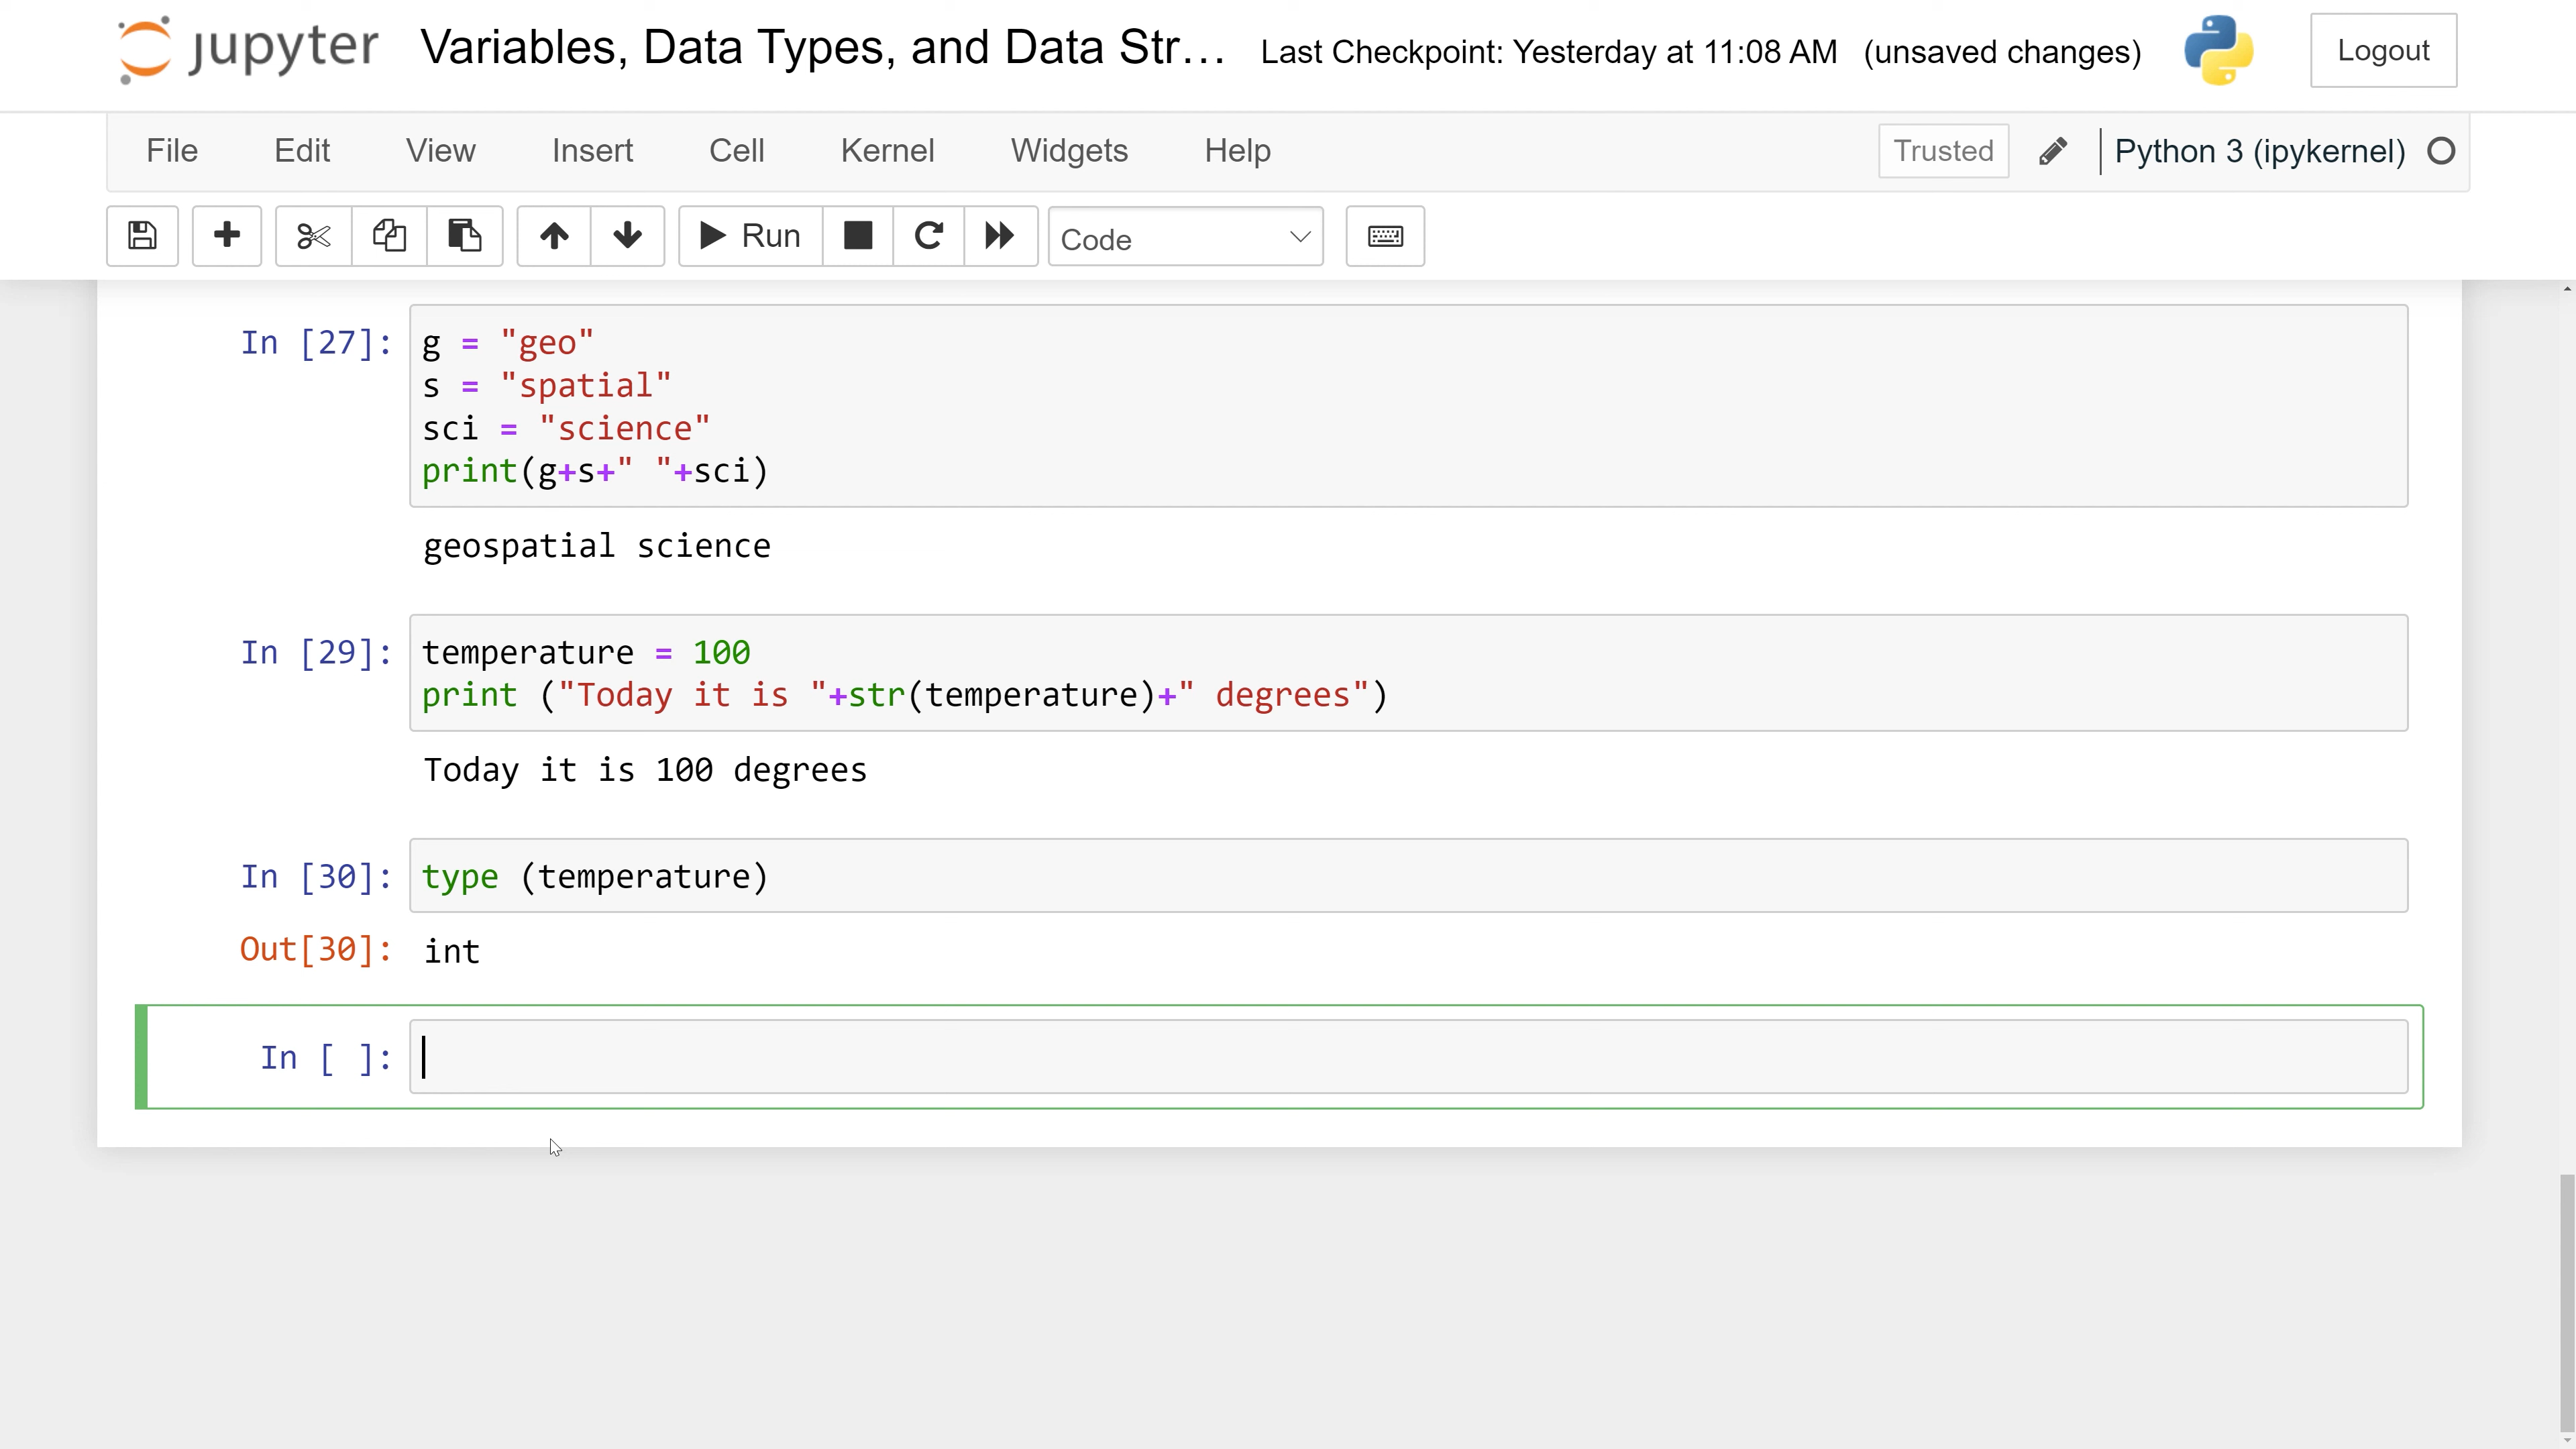 jupyter Variables, Data Types, and Data Str... Last Checkpoint: Yesterday at 11:08 AM (unsaved changes) Logout
File Edit View Insert Cell Kernel Widgets Help Trusted Python 3 (ipykernel)
Run Code
In [27]: g = "geo"
s = "spatial"
sci = "science"
print(g+s+" "+sci)
geospatial science
In [29]: temperature = 100
print ("Today it is "+str(temperature)+" degrees")
Today it is 100 degrees
In [30]: type (temperature)
Out[30]: int
In [ ]: